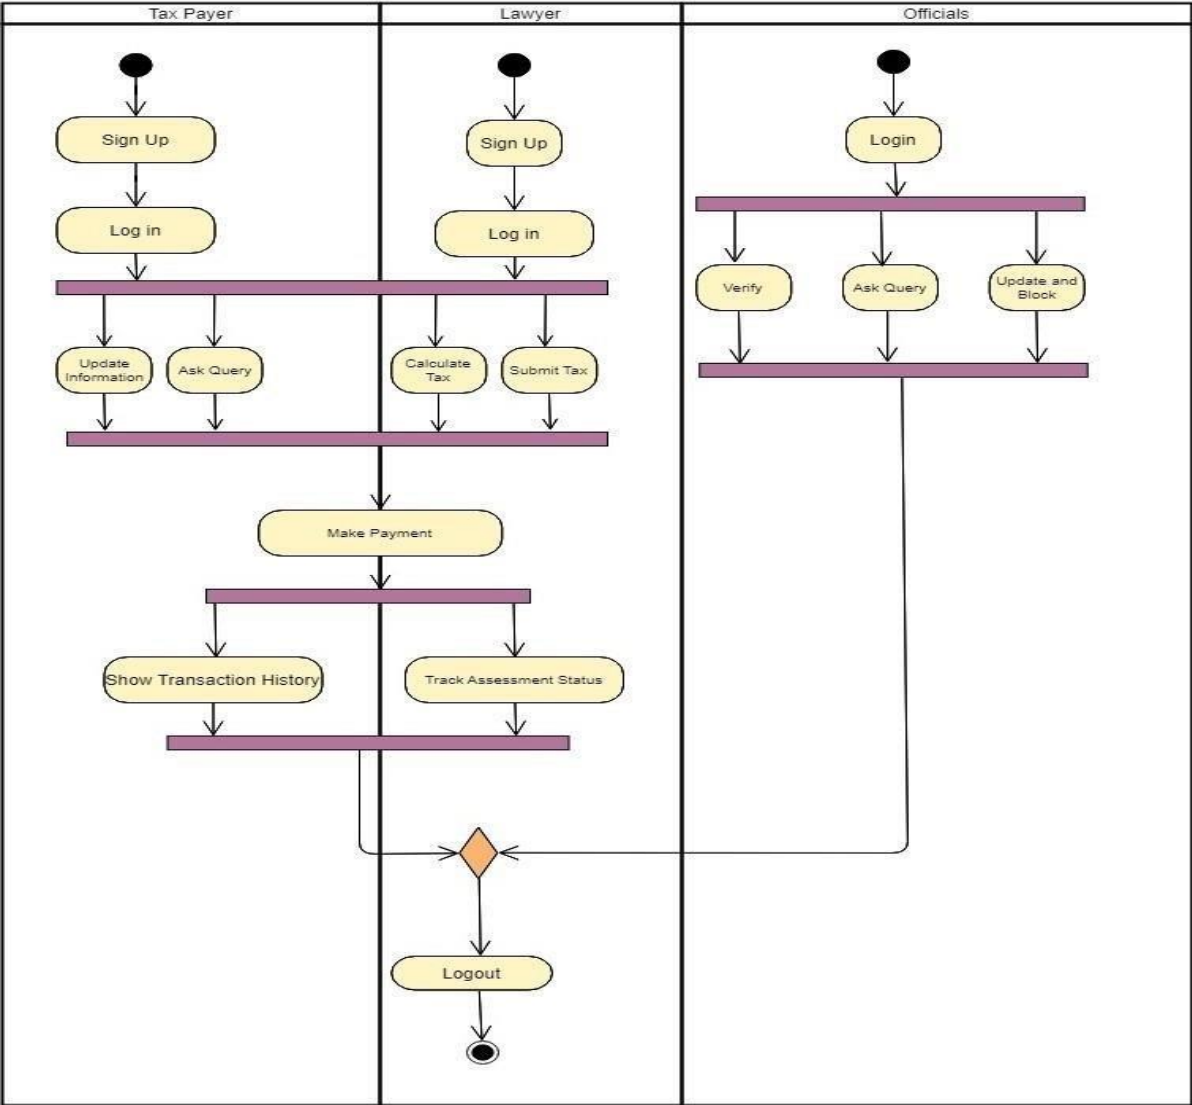 Tax Payer
Lawyer
Officials
Sign Up
Sign Up
Login
Log in
Log in
Verify
Ask Query
Update and
Block
Update
Information
Ask Query
Calculate
Tax
Submit Tax
Make Payment
Show Transaction History
Track Assessment Status
Logout